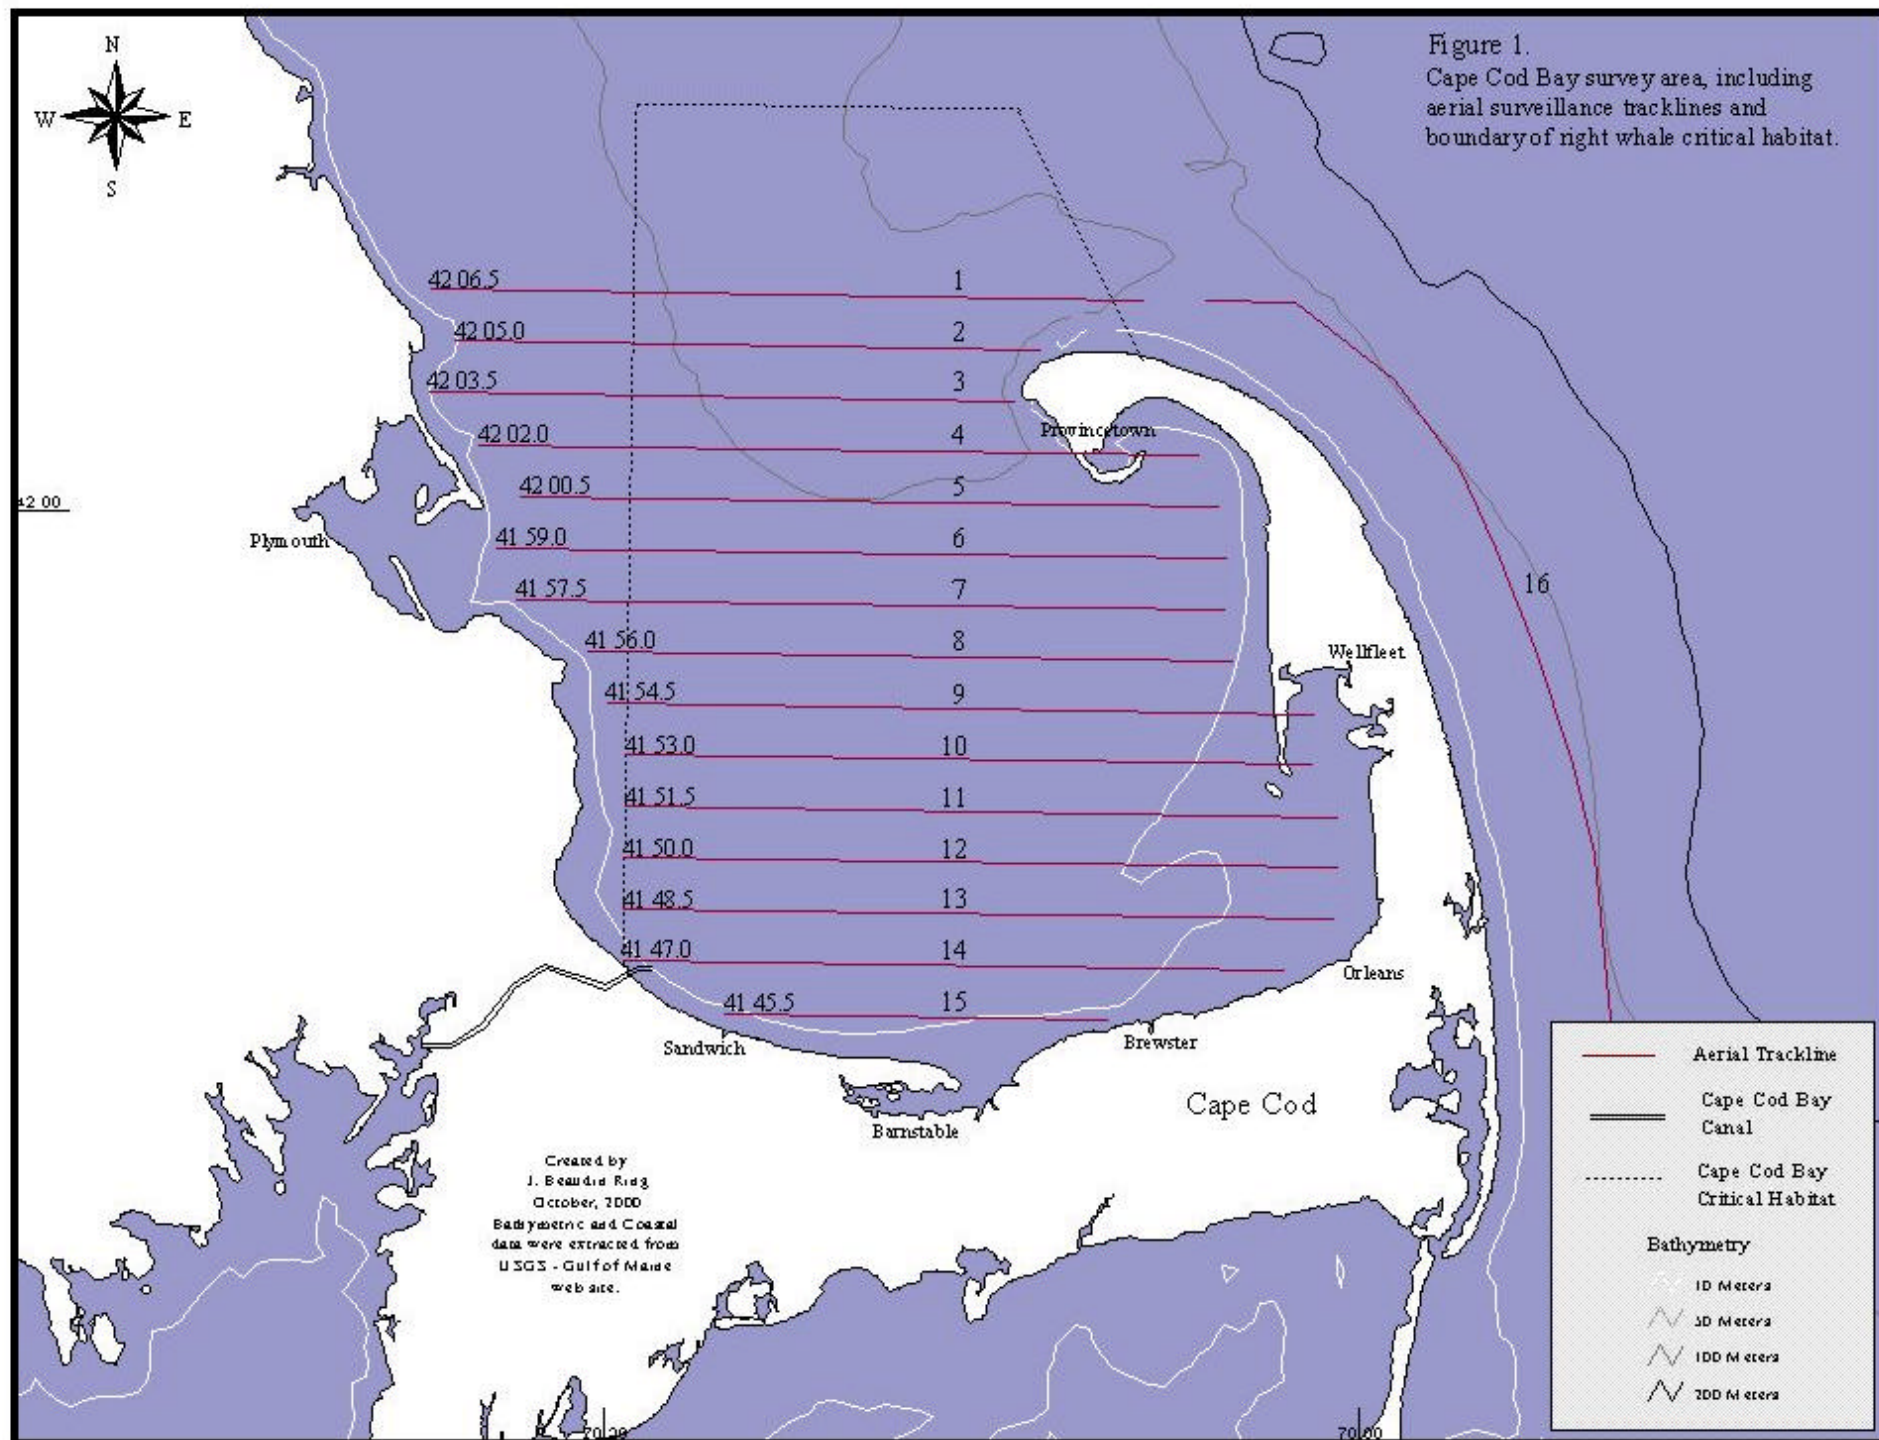 N
W E
S
Figure 1.
Cape Cod Bay survey area, including
aerial surveillance tracklines and
boundary of right whale critical habitat.
42 06.5 1
42 05.0 2
42 03.5 3
42 02.0 4
Provincetown
42 00.5 5
42 00
Plymouth
41 59.0 6
41 57.5 7
16
41 56.0 8
Wellfleet
41 54.5 9
41 53.0 10
41 51.5 11
41 50.0 12
41 48.5 13
41 47.0 14
Orleans
41 45.5 15
Sandwich
Brewster
Cape Cod
Barnstable
Created by
J. Beaudin Ring
October, 2000
Bathymetric and Coastal
data were extracted from
USGS - Gulf of Maine
web site.
Aerial Trackline
Cape Cod Bay
Canal
Cape Cod Bay
Critical Habitat
Bathymetry
10 Meters
50 Meters
100 Meters
200 Meters
70 30
70 00